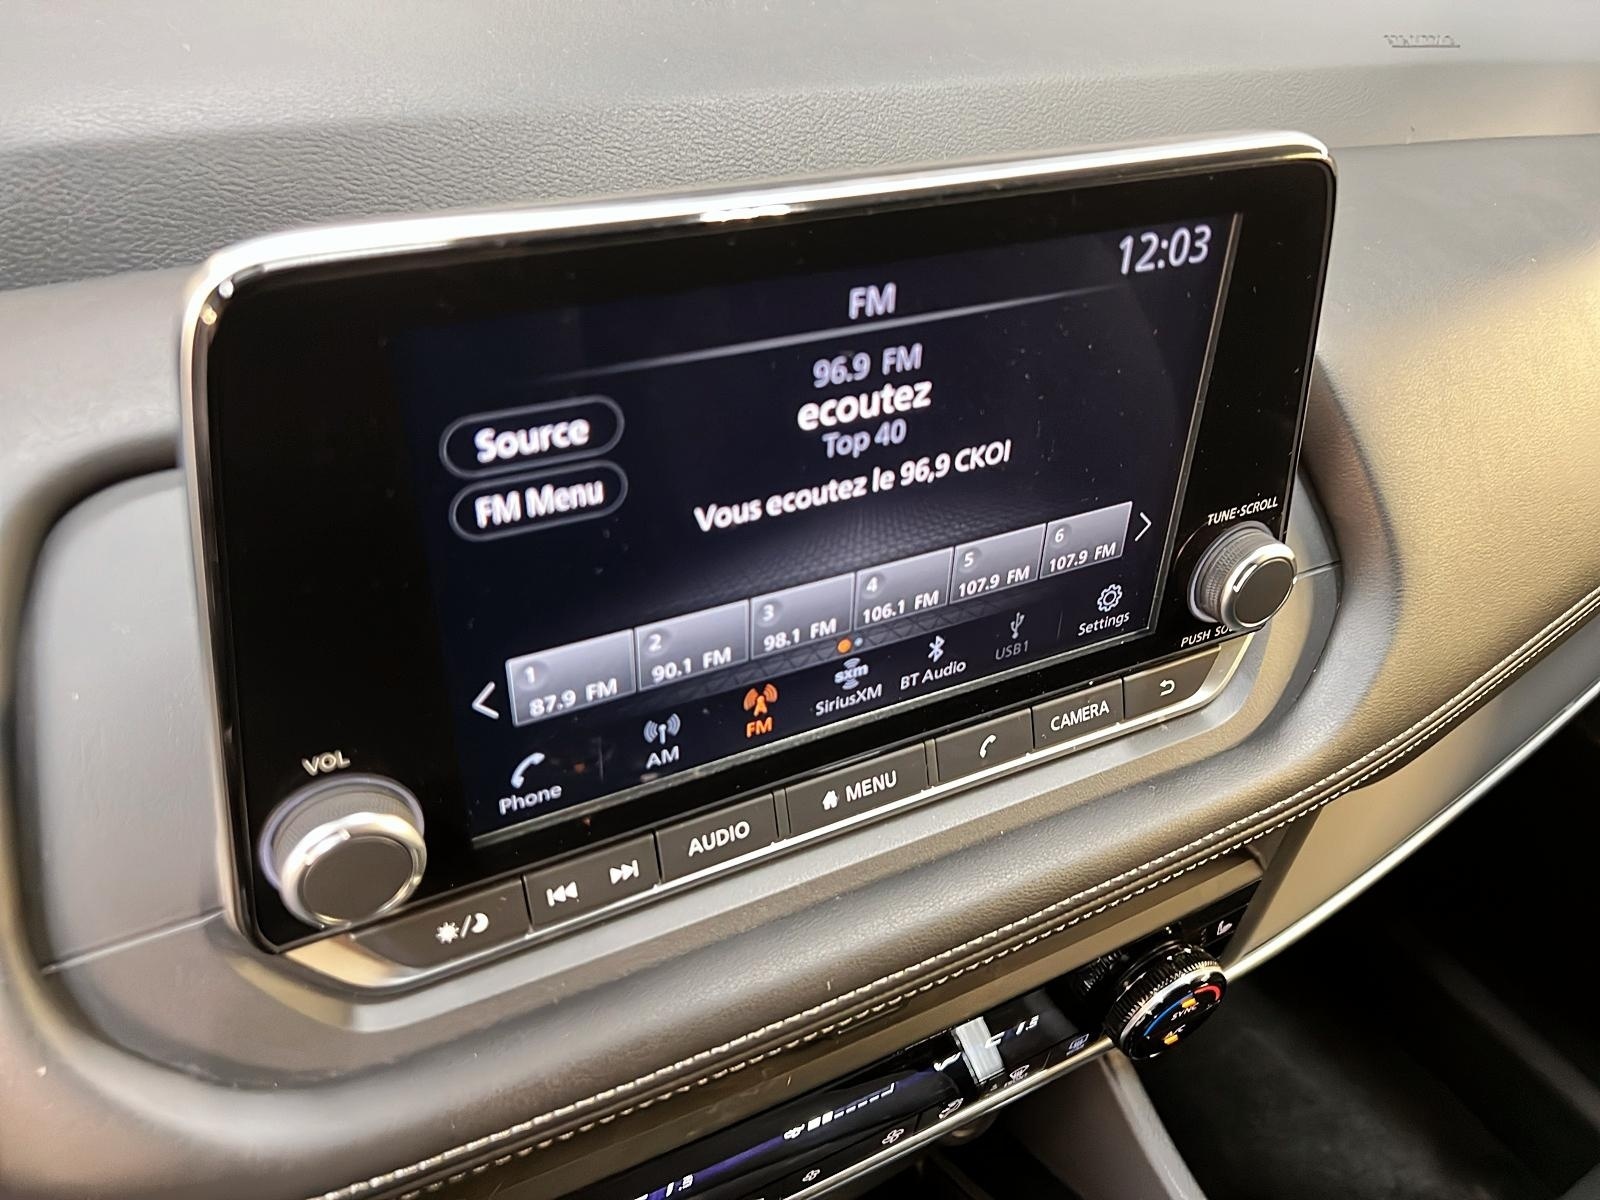 12:03
FM
96.9 FM
ecoutez
Top 40
Vous ecoutez le 96,9 CKOI
Source
FM Menu
1
87.9 FM
2
90.1 FM
3
98.1 FM
4
106.1 FM
5
107.9 FM
6
107.9 FM
Phone
AM
FM
sxm
SiriusXM
BT Audio
USB1
Settings
VOL
TUNE·SCROLL
PUSH
AUDIO
MENU
CAMERA
SYNC
A/C